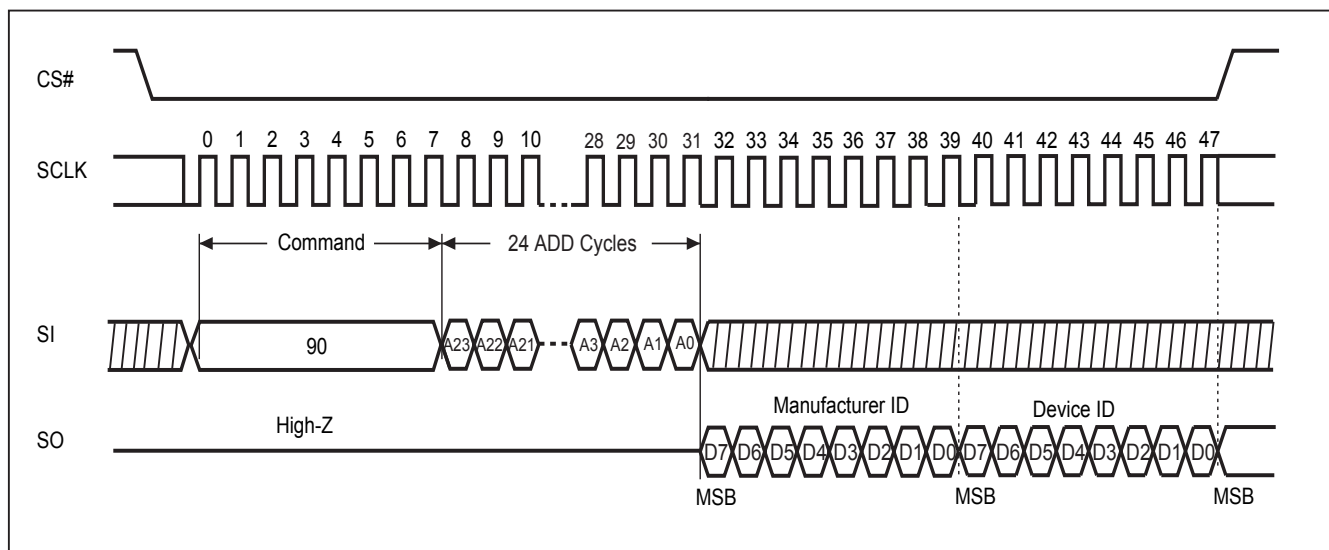 CS#
0 1 2 3 4 5 6 7 8 9 10 28 29 30 31 32 33 34 35 36 37 38 39 40 41 42 43 44 45 46 47
SCLK
Command 24 ADD Cycles
SI 90 A23 A22 A21 A3 A2 A1 A0
Manufacturer ID Device ID
High-Z
SO D7 D6 D5 D4 D3 D2 D1 D0 D7 D6 D5 D4 D3 D2 D1 D0
MSB MSB MSB